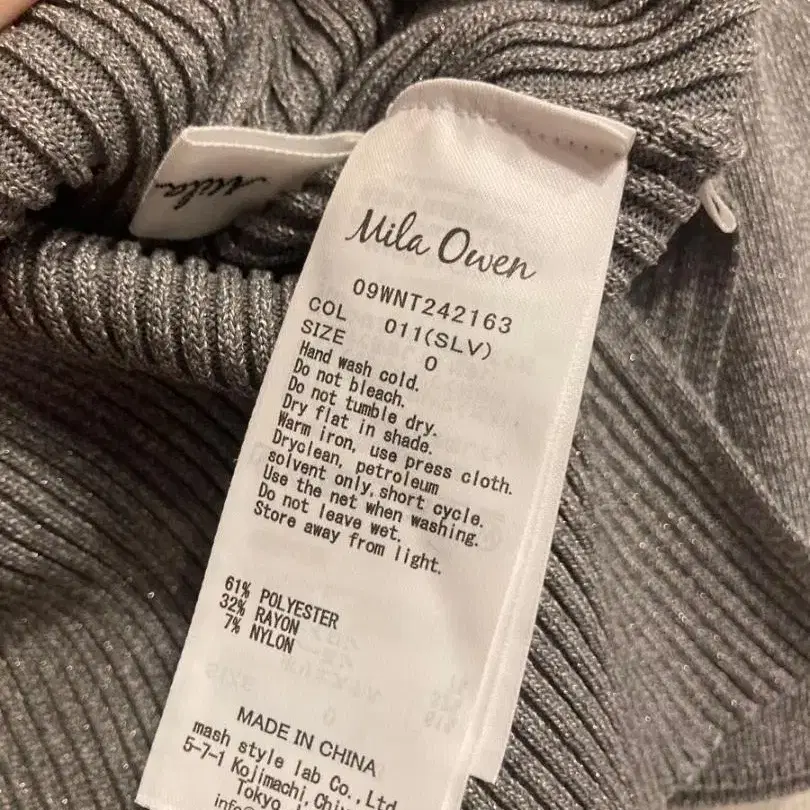 Mila
Mila Owen
09WNT242163
COL 011(SLV)
SIZE 0
Hand wash cold.
Do not bleach.
Do not tumble dry.
Dry flat in shade.
Warm iron, use press cloth.
Dryclean, petroleum
solvent only, short cycle.
Use the net when washing.
Do not leave wet.
Store away from light.
61% POLYESTER
32% RAYON
7% NYLON
MADE IN CHINA
mash style lab Co., Ltd.
5-7-1 Kojimachi, Chi
Tokyo
info